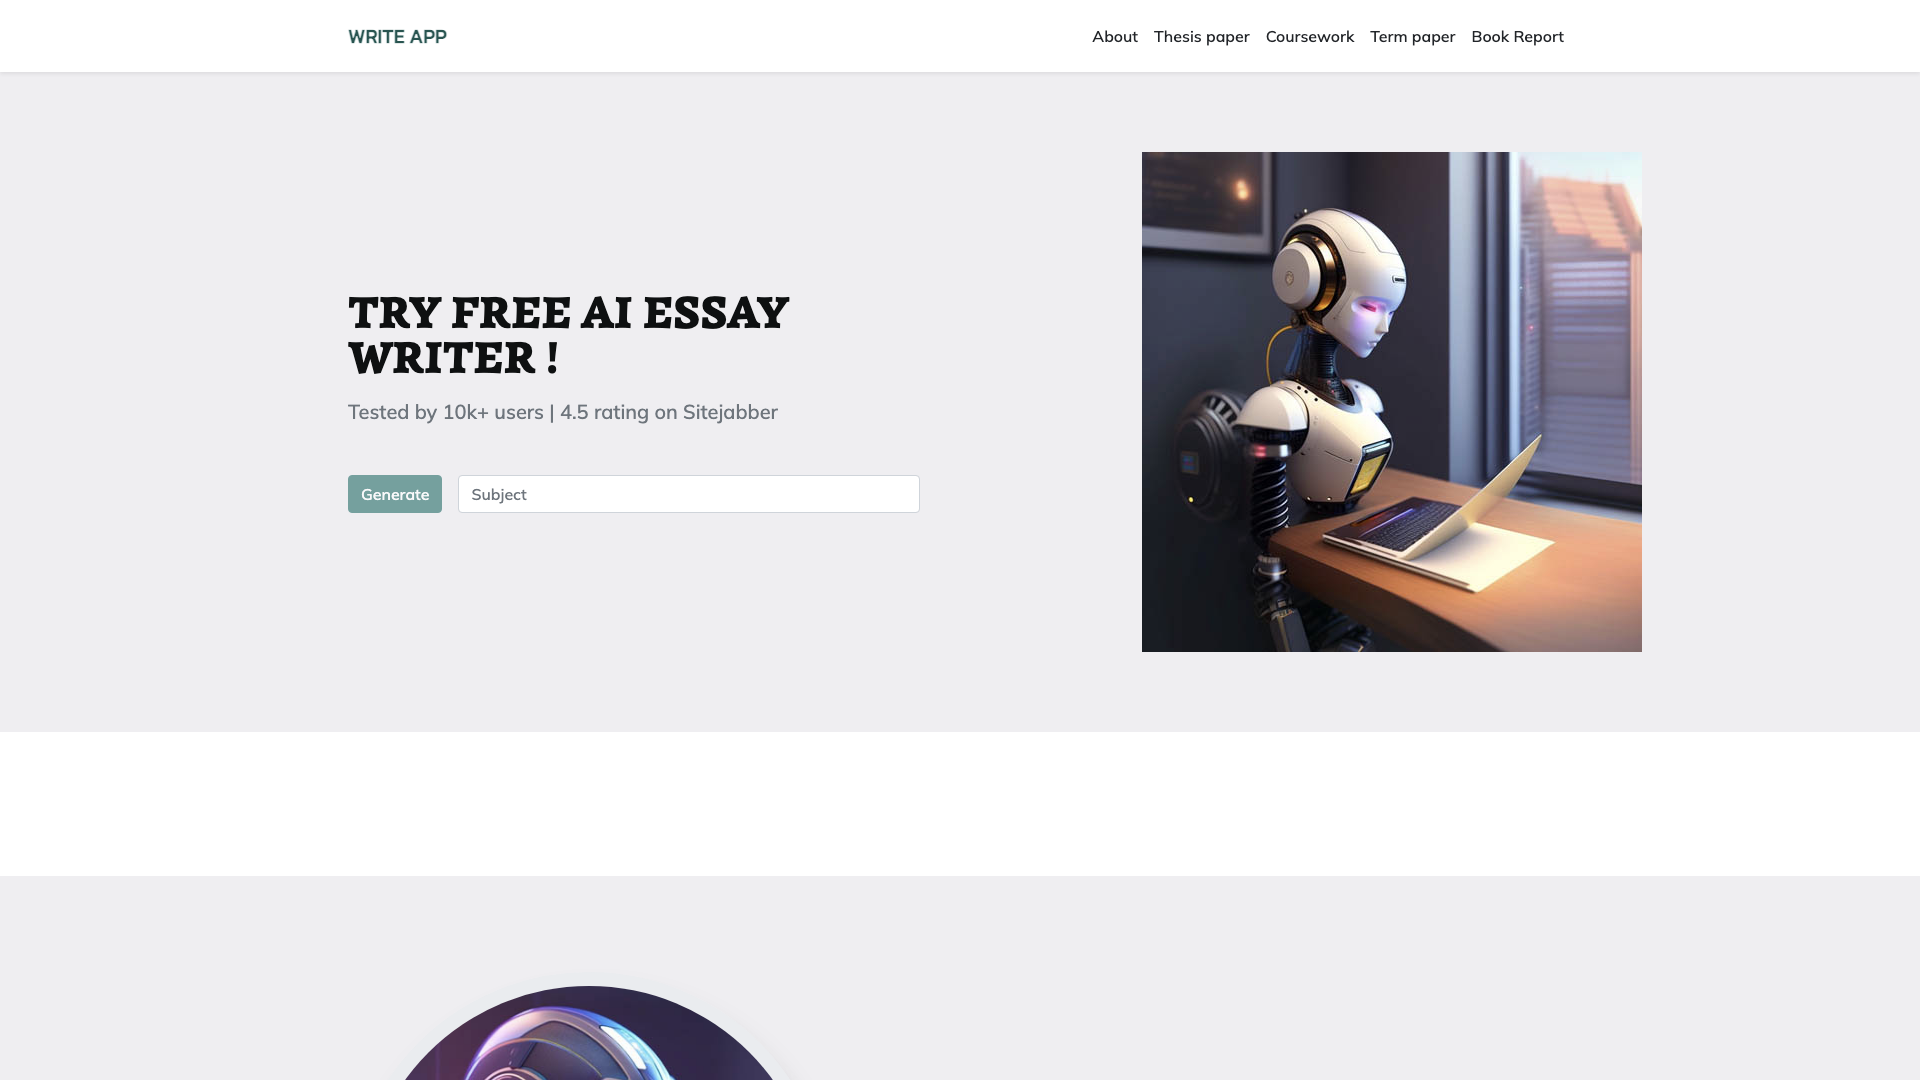 WRITE APP
About Thesis paper Coursework Term paper Book Report
TRY FREE AI ESSAY
WRITER !
Tested by 10k+ users | 4.5 rating on Sitejabber
Generate Subject